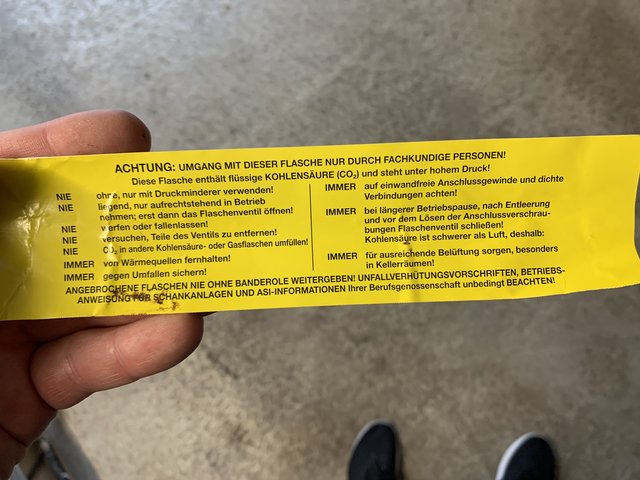 ACHTUNG: UMGANG MIT DIESER FLASCHE NUR DURCH FACHKUNDIGE PERSONEN!
Diese Flasche enthält flüssige KOHLENSÄURE (CO₂) und steht unter hohem Druck!
NIE ohne, nur mit Druckminderer verwenden!
NIE liegend, nur aufrechtstehend in Betrieb
nehmen; erst dann das Flaschenventil öffnen!
NIE werfen oder fallenlassen!
NIE versuchen, Teile des Ventils zu entfernen!
NIE CO₂ in andere Kohlensäure- oder Gasflaschen umfüllen!
IMMER von Wärmequellen fernhalten!
IMMER gegen Umfallen sichern!
IMMER auf einwandfreie Anschlussgewinde und dichte
Verbindungen achten!
IMMER bei längerer Betriebspause, nach Entleerung
und vor dem Lösen der Anschlussverschrau-
bungen Flaschenventil schließen!
Kohlensäure ist schwerer als Luft, deshalb:
IMMER für ausreichende Belüftung sorgen, besonders
in Kellerräumen!
ANGEBROCHENE FLASCHEN NIE OHNE BANDEROLE WEITERGEBEN! UNFALLVERHÜTUNGSVORSCHRIFTEN, BETRIEBS-
ANWEISUNG FÜR SCHANKANLAGEN UND ASI-INFORMATIONEN Ihrer Berufsgenossenschaft unbedingt BEACHTEN!